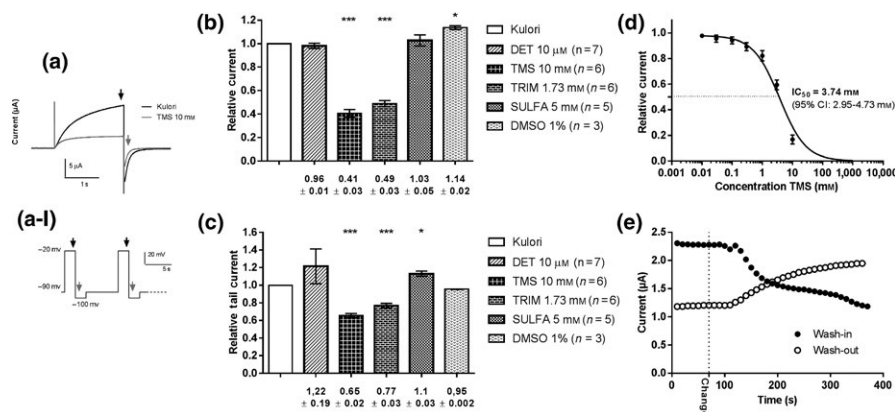 (a)
Kulori
TMS 10 mM
Current (µA)
5 µA
1 s
(a-I)
−20 mv
−90 mv
−100 mv
20 mV
5 s
(b)
Relative current
1.2
1.0
0.8
0.6
0.4
0.2
0.0
***
***
*
0.96 0.41 0.49 1.03 1.14
± 0.01 ± 0.03 ± 0.03 ± 0.05 ± 0.02
Kulori
DET 10 µM (n=7)
TMS 10 mM (n=6)
TRIM 1.73 mM (n=6)
SULFA 5 mM (n=5)
DMSO 1% (n = 3)
(c)
Relative tail current
1.6
1.4
1.2
1.0
0.8
0.6
0.4
0.2
0.0
***
***
*
1,22 0.65 0.77 1.1 0,95
± 0.19 ± 0.02 ± 0.03 ± 0.03 ± 0.002
Kulori
DET 10 µM (n=7)
TMS 10 mM (n=6)
TRIM 1.73 mM (n=6)
SULFA 5 mM (n=5)
DMSO 1% (n = 3)
(d)
Relative current
1.0
0.8
0.6
0.4
0.2
0.0
IC50 = 3.74 mM
(95% CI: 2.95-4.73 mM)
0.001 0.01 0.1 1 10 100 1000 10,000
Concentration TMS (mM)
(e)
Current (µA)
2.5
2.0
1.5
1.0
0.5
0.0
Wash-in
Wash-out
0 100 200 300 400
Chang
Time (s)